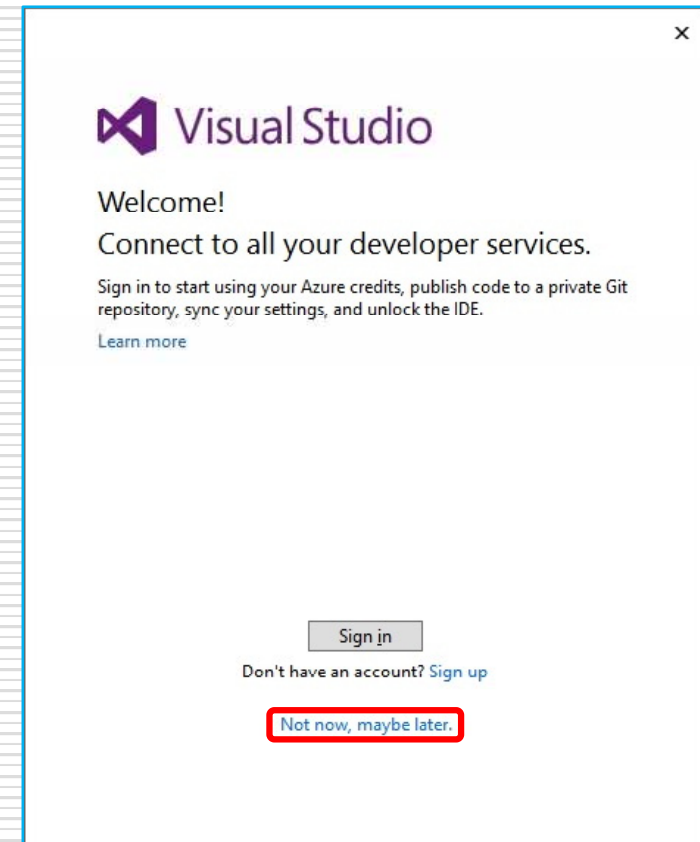 Visual Studio
Welcome!
Connect to all your developer services.
Sign in to start using your Azure credits, publish code to a private Git
repository, sync your settings, and unlock the IDE.
Learn more
Sign in
Don't have an account? Sign up
Not now, maybe later.